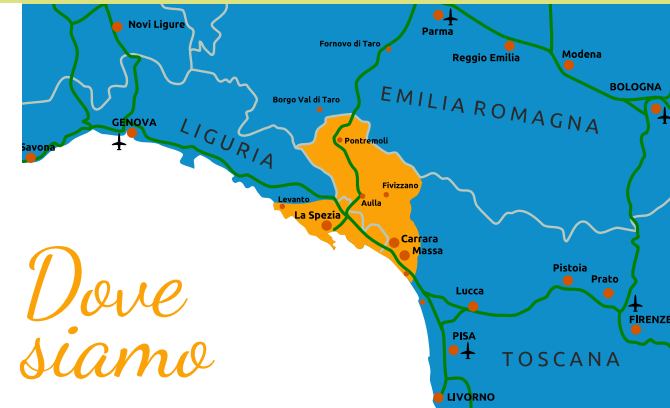 Novi Ligure
Parma
Fornovo di Taro
Reggio Emilia
Modena
BOLOGNA
Borgo Val di Taro
EMILIA ROMAGNA
GENOVA
LIGURIA
Savona
Pontremoli
Fivizzano
Levanto
Aulla
La Spezia
Carrara
Massa
Dove
siamo
Pistoia
Prato
Lucca
FIRENZE
PISA
TOSCANA
LIVORNO